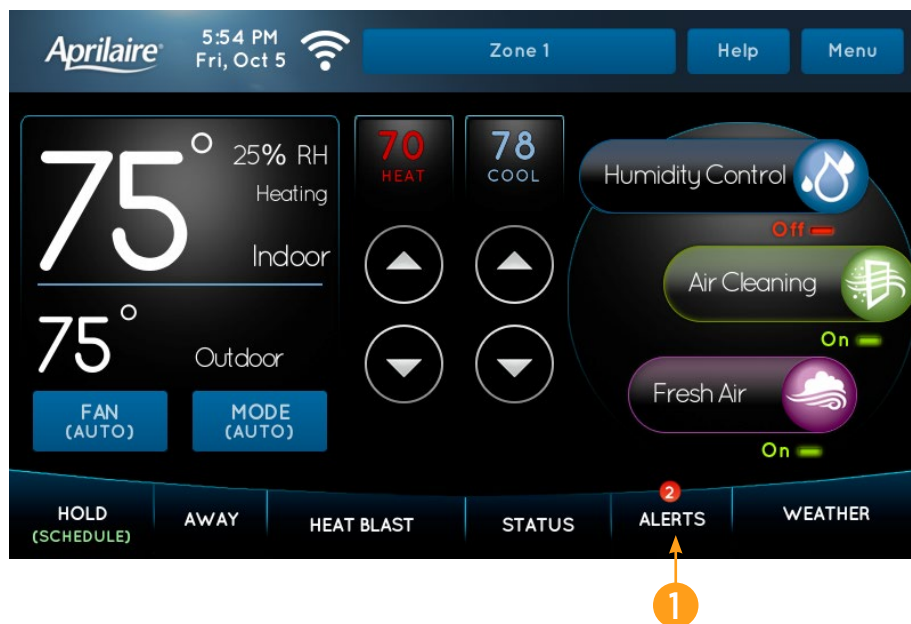 Aprilaire®
5:54 PM
Fri, Oct 5
Zone 1
Help
Menu
75°
25% RH
Heating
Indoor
75°
Outdoor
FAN
(AUTO)
MODE
(AUTO)
70
HEAT
78
COOL
Humidity Control
Off
Air Cleaning
On
Fresh Air
On
HOLD
(SCHEDULE)
AWAY
HEAT BLAST
STATUS
2
ALERTS
WEATHER
1